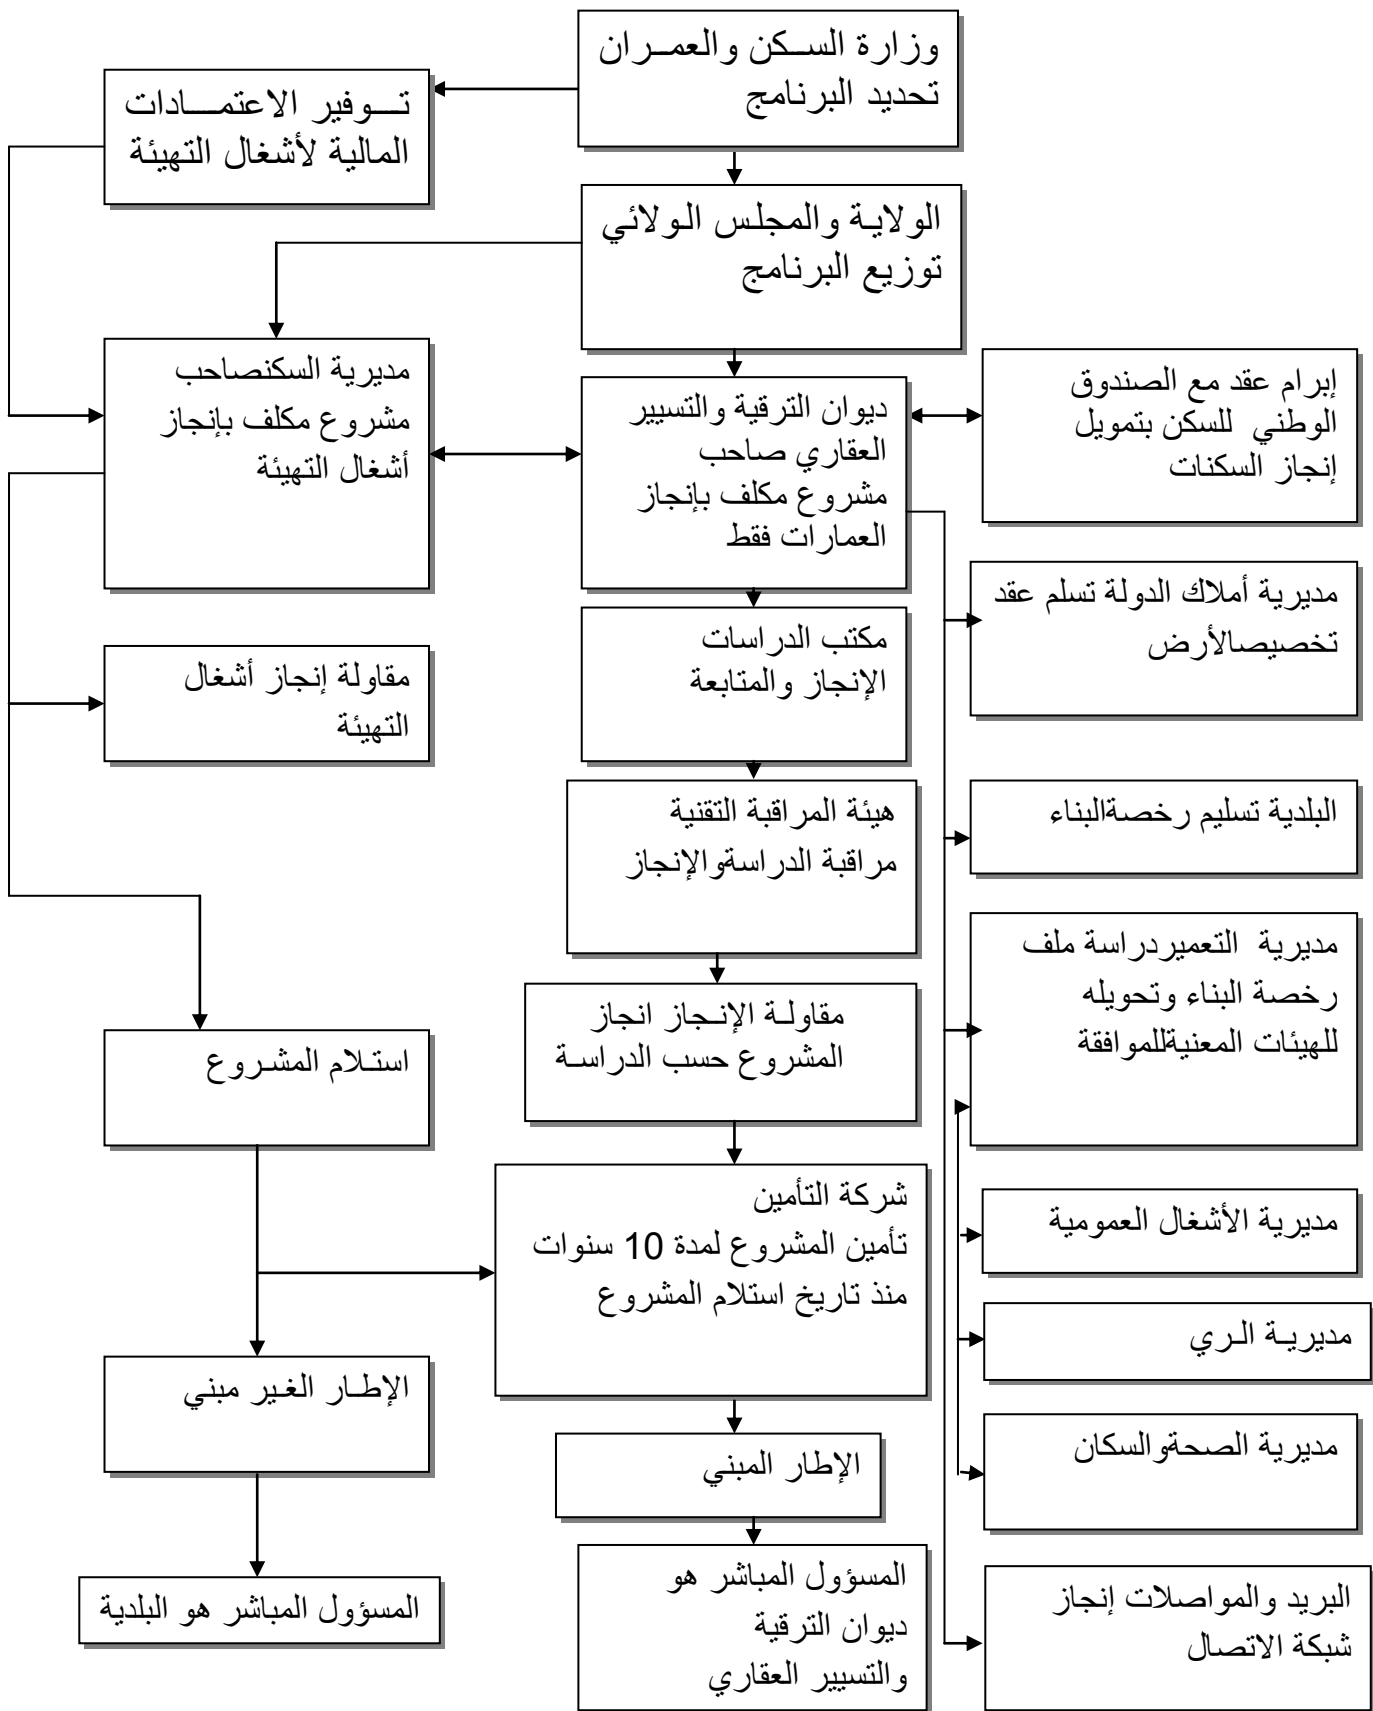 وزارة السكن والعمران
تحديد البرنامج
توفير الاعتمادات
المالية لأشغال التهيئة
الولاية والمجلس الولائي
توزيع البرنامج
مديرية السكنصاحب
مشروع مكلف بإنجاز
أشغال التهيئة
ديوان الترقية والتسيير
العقاري صاحب
مشروع مكلف بإنجاز
العمارات فقط
إبرام عقد مع الصندوق
الوطني للسكن بتمويل
إنجاز السكنات
مديرية أملاك الدولة تسلم عقد
تخصيصالأرض
مكتب الدراسات
الإنجاز والمتابعة
مقاولة إنجاز أشغال
التهيئة
هيئة المراقبة التقنية
مراقبة الدراسةوالإنجاز
البلدية تسليم رخصةالبناء
مديرية التعميردراسة ملف
رخصة البناء وتحويله
للهيئات المعنيةللموافقة
مقاولة الإنجاز انجاز
المشروع حسب الدراسة
استلام المشروع
شركة التأمين
تأمين المشروع لمدة 10 سنوات
منذ تاريخ استلام المشروع
مديرية الأشغال العمومية
مديرية الري
الإطار الغير مبني
مديرية الصحةوالسكان
الإطار المبني
المسؤول المباشر هو
ديوان الترقية
والتسيير العقاري
المسؤول المباشر هو البلدية
البريد والمواصلات إنجاز
شبكة الاتصال